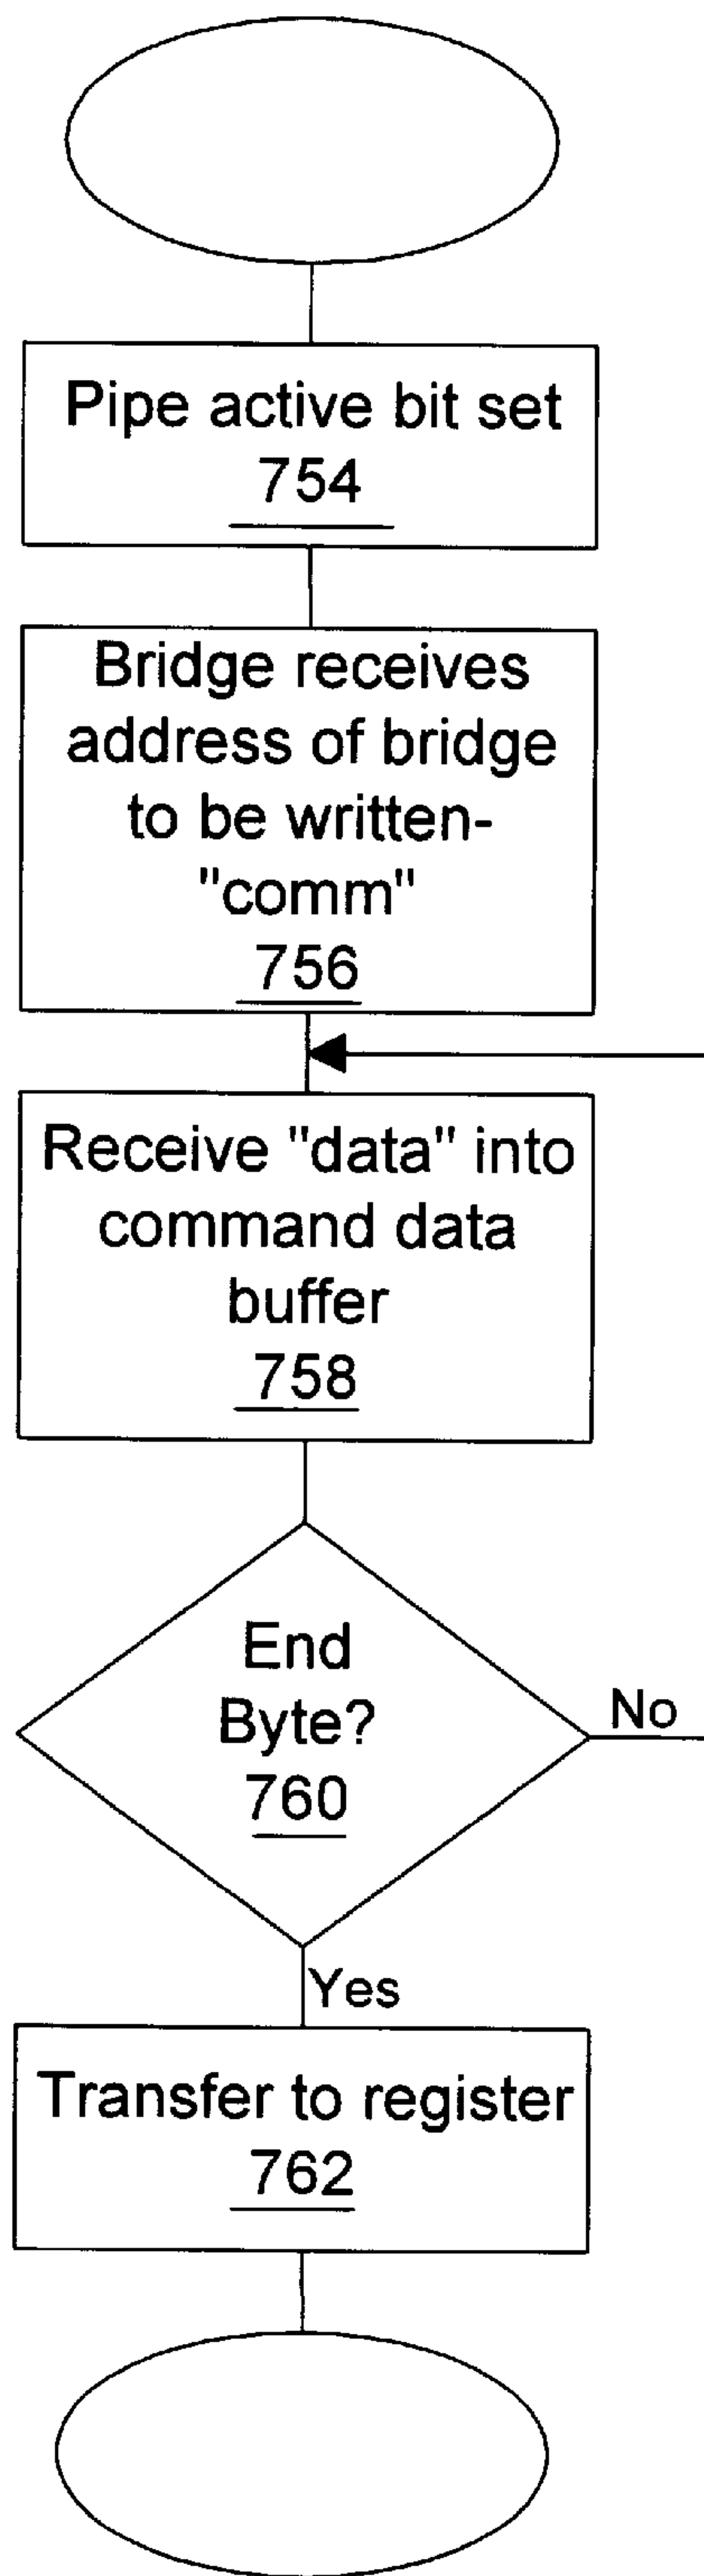 Pipe active bit set
754
Bridge receives
address of bridge
to be written-
"comm"
756
Receive "data" into
command data
buffer
758
End
Byte?
760
No
Yes
Transfer to register
762